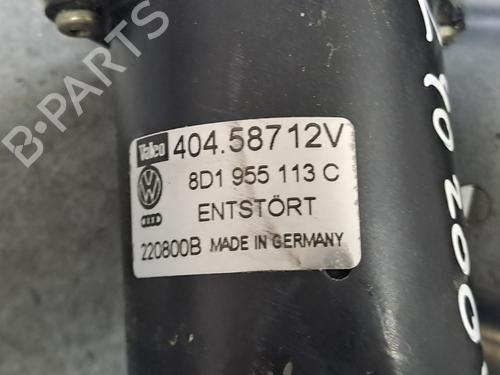 Valeo 404.58712V
8D1 955 113 C
ENTSTÖRT
220800B MADE IN GERMANY
B-Parts